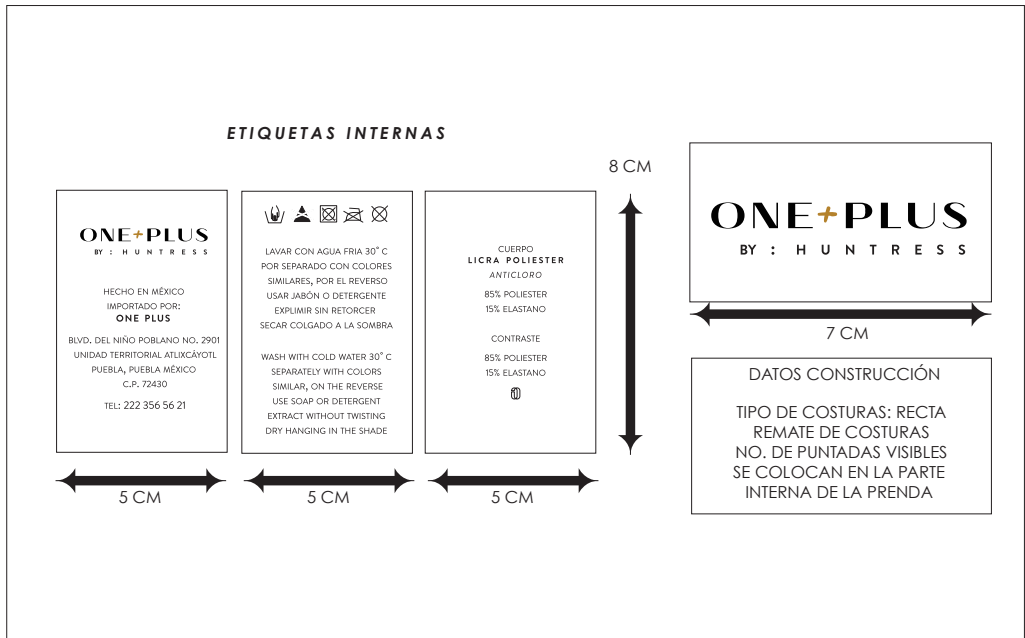 ETIQUETAS INTERNAS
ONE+PLUS
BY : HUNTRESS
HECHO EN MÉXICO
IMPORTADO POR:
ONE PLUS
BLVD. DEL NIÑO POBLANO NO. 2901
UNIDAD TERRITORIAL ATLIXCÁYOTL
PUEBLA, PUEBLA MÉXICO
C.P. 72430
TEL: 222 356 56 21
5 CM
LAVAR CON AGUA FRIA 30° C
POR SEPARADO CON COLORES
SIMILARES, POR EL REVERSO
USAR JABÓN O DETERGENTE
EXPLIMIR SIN RETORCER
SECAR COLGADO A LA SOMBRA
WASH WITH COLD WATER 30° C
SEPARATELY WITH COLORS
SIMILAR, ON THE REVERSE
USE SOAP OR DETERGENT
EXTRACT WITHOUT TWISTING
DRY HANGING IN THE SHADE
5 CM
CUERPO
LICRA POLIESTER
ANTICLORO
85% POLIESTER
15% ELASTANO
CONTRASTE
85% POLIESTER
15% ELASTANO
5 CM
8 CM
ONE+PLUS
BY : HUNTRESS
7 CM
DATOS CONSTRUCCIÓN
TIPO DE COSTURAS: RECTA
REMATE DE COSTURAS
NO. DE PUNTADAS VISIBLES
SE COLOCAN EN LA PARTE
INTERNA DE LA PRENDA